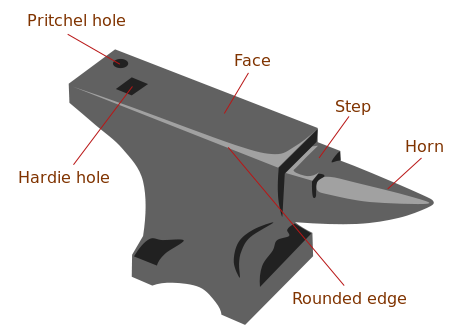 Pritchel hole
Face
Step
Horn
Hardie hole
Rounded edge